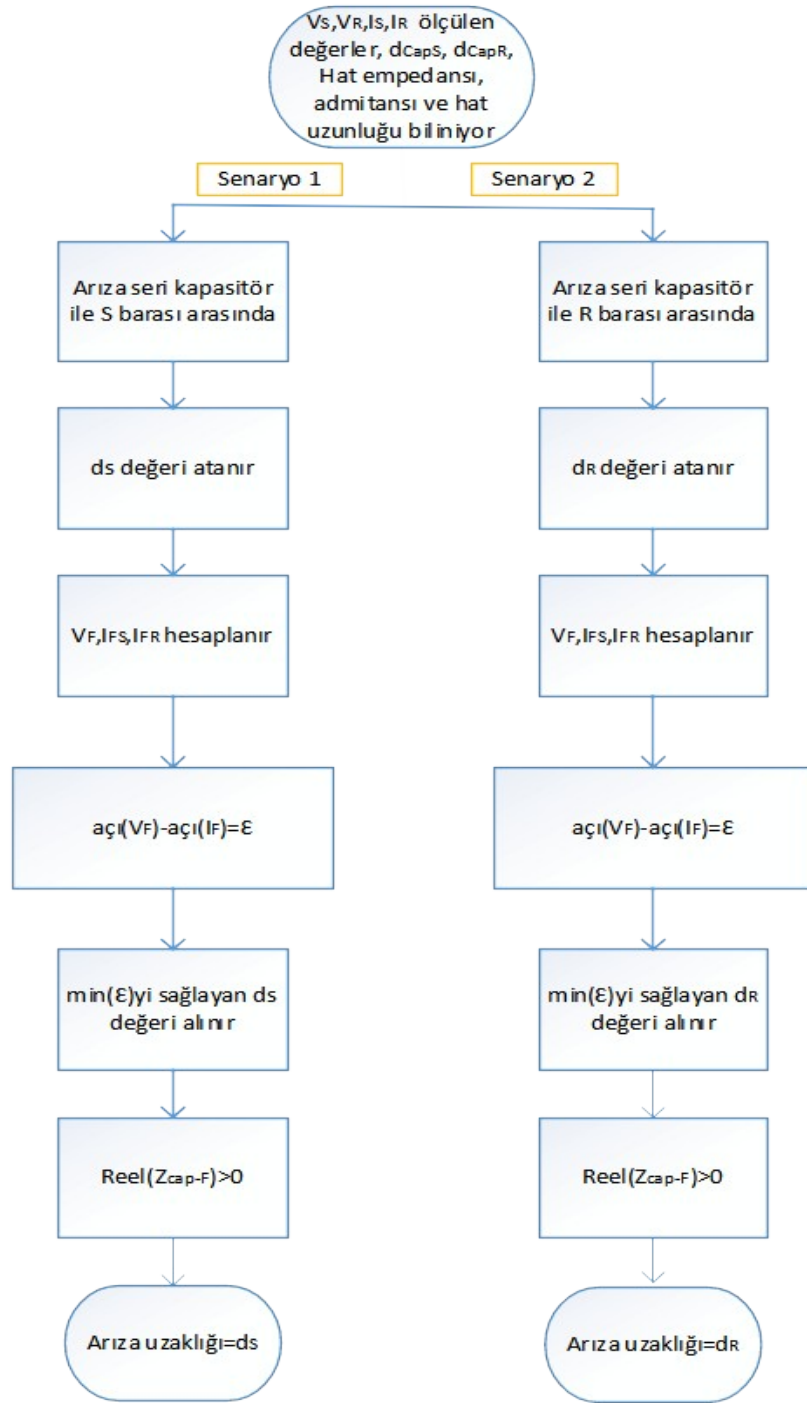 Vs,VR,Is,IR ölçülen
değerler, dCapS, dCapR,
Hat empedansı,
admitansı ve hat
uzunluğu biliniyor
Senaryo 1
Senaryo 2
Arıza seri kapasitör
ile S barası arasında
Arıza seri kapasitör
ile R barası arasında
ds değeri atanır
dR değeri atanır
VF,IFS,IFR hesaplanır
VF,IFS,IFR hesaplanır
açı(VF)-açı(IF)=Ɛ
açı(VF)-açı(IF)=Ɛ
min(Ɛ)yi sağlayan ds
değeri alınır
min(Ɛ)yi sağlayan dR
değeri alınır
Reel(Zcap-F)>0
Reel(Zcap-F)>0
Arıza uzaklığı=ds
Arıza uzaklığı=dR